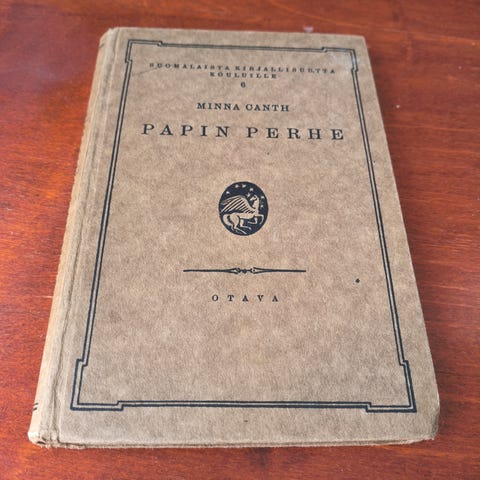 SUOMALAISTA KIRJALLISUUTTA
KOULUILLE
6
MINNA CANTH
PAPIN PERHE
OTAVA